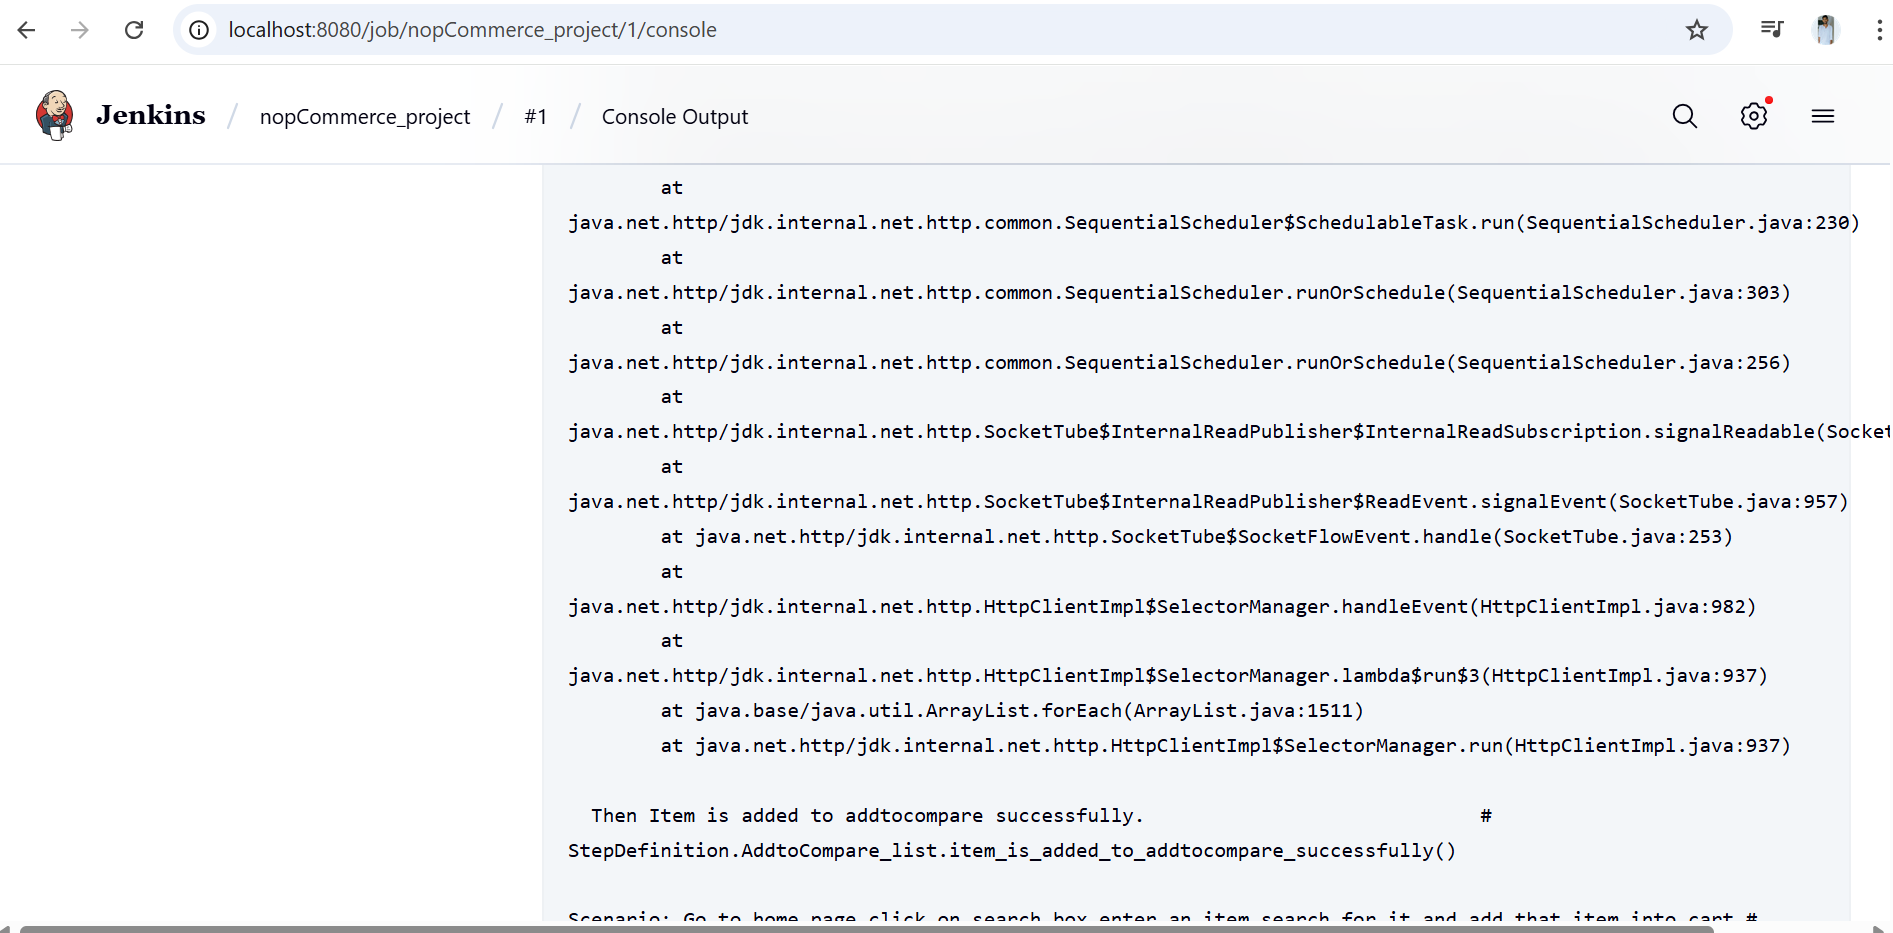 localhost:8080/job/nopCommerce_project/1/console
Jenkins / nopCommerce_project / #1 / Console Output
at
java.net.http/jdk.internal.net.http.common.SequentialScheduler$SchedulableTask.run(SequentialScheduler.java:230)
at
java.net.http/jdk.internal.net.http.common.SequentialScheduler.runOrSchedule(SequentialScheduler.java:303)
at
java.net.http/jdk.internal.net.http.common.SequentialScheduler.runOrSchedule(SequentialScheduler.java:256)
at
java.net.http/jdk.internal.net.http.SocketTube$InternalReadPublisher$InternalReadSubscription.signalReadable(Socket
at
java.net.http/jdk.internal.net.http.SocketTube$InternalReadPublisher$ReadEvent.signalEvent(SocketTube.java:957)
at java.net.http/jdk.internal.net.http.SocketTube$SocketFlowEvent.handle(SocketTube.java:253)
at
java.net.http/jdk.internal.net.http.HttpClientImpl$SelectorManager.handleEvent(HttpClientImpl.java:982)
at
java.net.http/jdk.internal.net.http.HttpClientImpl$SelectorManager.lambda$run$3(HttpClientImpl.java:937)
at java.base/java.util.ArrayList.forEach(ArrayList.java:1511)
at java.net.http/jdk.internal.net.http.HttpClientImpl$SelectorManager.run(HttpClientImpl.java:937)
Then Item is added to addtocompare successfully. #
StepDefinition.AddtoCompare_list.item_is_added_to_addtocompare_successfully()
Scenario: Go to home page click on search box enter an item search for it and add that item into cart #